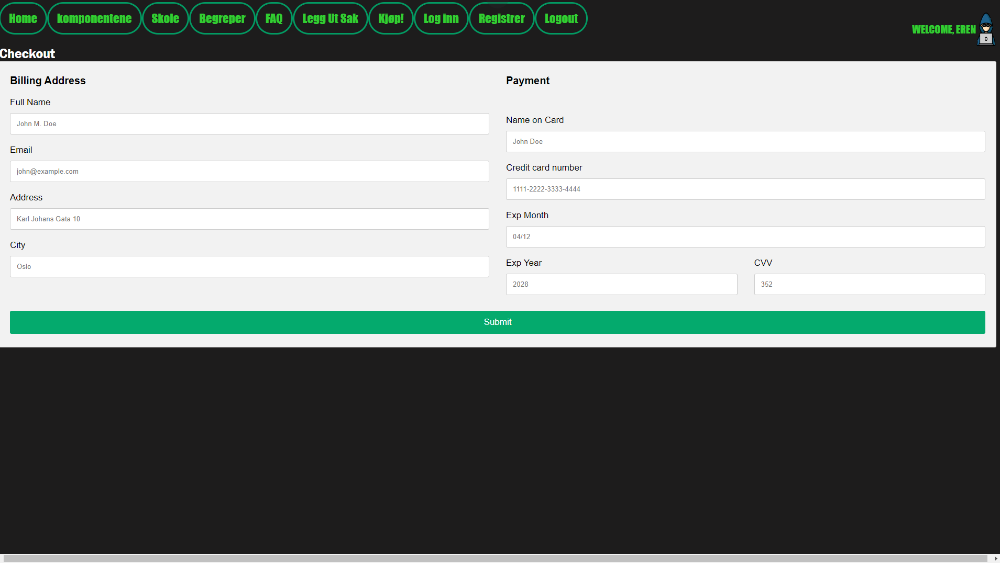 Home komponentene Skole Begreper FAQ Legg Ut Sak Kjøp! Log inn Registrer Logout
WELCOME, EREN
Checkout
Billing Address
Full Name
John M. Doe
Email
john@example.com
Address
Karl Johans Gata 10
City
Oslo
Payment
Name on Card
John Doe
Credit card number
1111-2222-3333-4444
Exp Month
04/12
Exp Year
2028
CVV
352
Submit